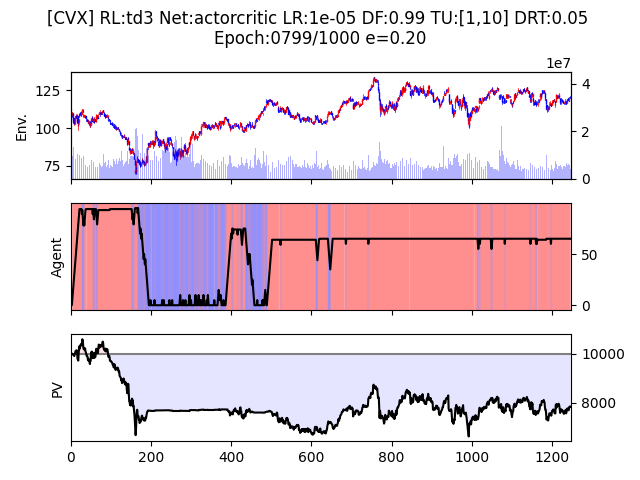 [CVX] RL:td3 Net:actorcritic LR:1e-05 DF:0.99 TU:[1,10] DRT:0.05
Epoch:0799/1000 e=0.20
1e7
Env.
125
100
75
4
2
0
Agent
50
0
PV
10000
8000
0 200 400 600 800 1000 1200